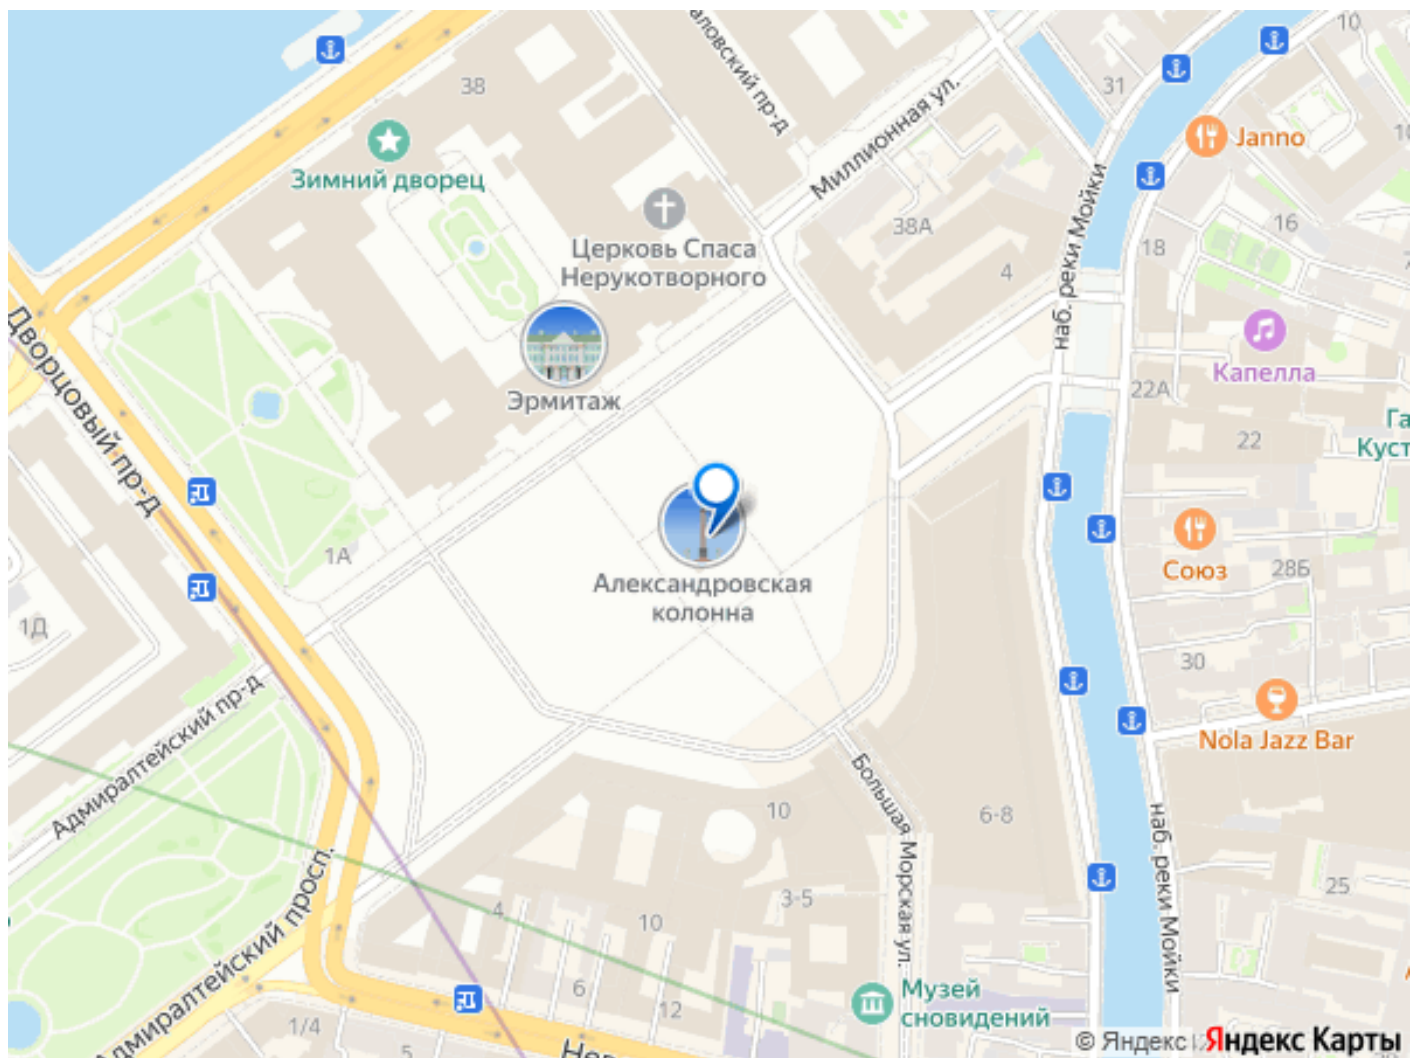 38
Зимний дворец
Миллионная ул.
31
10
Janno
Церковь Спаса
Нерукотворного
38А
4
наб. реки Мойки
16
18
Дворцовый пр-д
Эрмитаж
Капелла
22А
22
1А
Александровская
колонна
Союз
28Б
1Д
30
Адмиралтейский пр-д
Nola Jazz Bar
Большая Морская ул.
10
6-8
наб. реки Мойки
Адмиралтейский просп.
4
10
3-5
25
6
12
Музей
сновидений
1/4
5
© Яндекс
Яндекс Карты